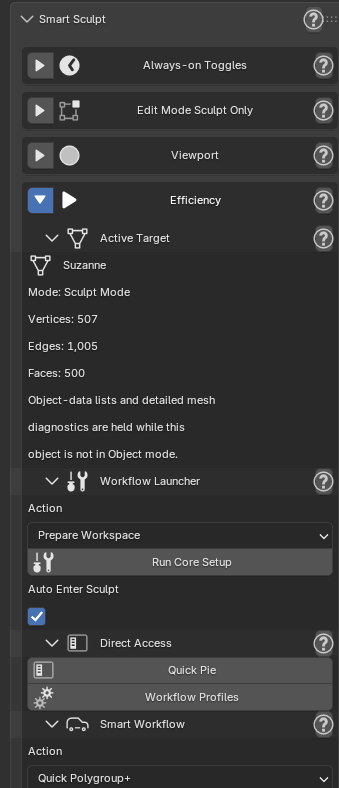 Smart Sculpt
Always-on Toggles
Edit Mode Sculpt Only
Viewport
Efficiency
Active Target
Suzanne
Mode: Sculpt Mode
Vertices: 507
Edges: 1,005
Faces: 500
Object-data lists and detailed mesh
diagnostics are held while this
object is not in Object mode.
Workflow Launcher
Action
Prepare Workspace
Run Core Setup
Auto Enter Sculpt
Direct Access
Quick Pie
Workflow Profiles
Smart Workflow
Action
Quick Polygroup+